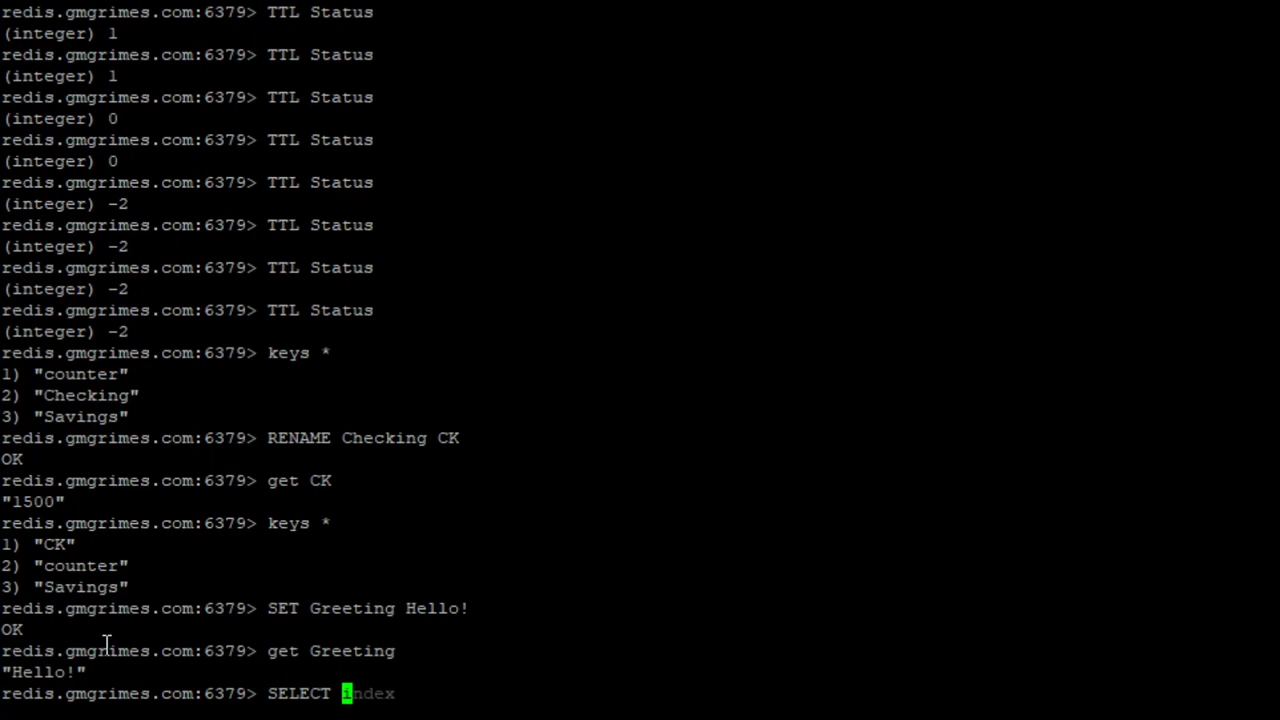 redis.gmgrimes.com:6379> TTL Status
(integer) 1
redis.gmgrimes.com:6379> TTL Status
(integer) 1
redis.gmgrimes.com:6379> TTL Status
(integer) 0
redis.gmgrimes.com:6379> TTL Status
(integer) 0
redis.gmgrimes.com:6379> TTL Status
(integer) -2
redis.gmgrimes.com:6379> TTL Status
(integer) -2
redis.gmgrimes.com:6379> TTL Status
(integer) -2
redis.gmgrimes.com:6379> TTL Status
(integer) -2
redis.gmgrimes.com:6379> keys *
1) "counter"
2) "Checking"
3) "Savings"
redis.gmgrimes.com:6379> RENAME Checking CK
OK
redis.gmgrimes.com:6379> get CK
"1500"
redis.gmgrimes.com:6379> keys *
1) "CK"
2) "counter"
3) "Savings"
redis.gmgrimes.com:6379> SET Greeting Hello!
OK
redis.gmgrimes.com:6379> get Greeting
"Hello!"
redis.gmgrimes.com:6379> SELECT index